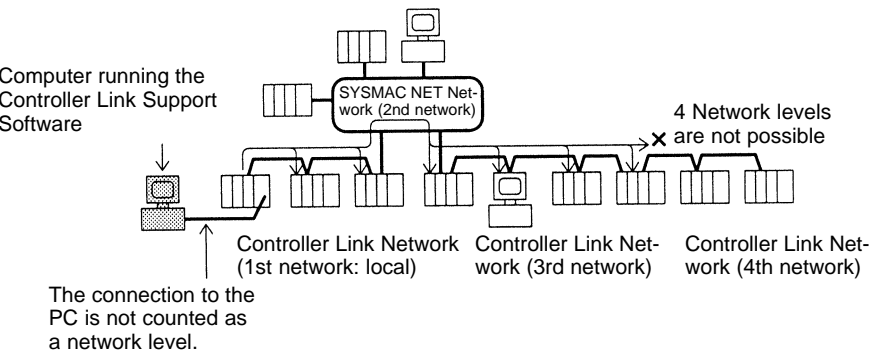 Computer running the
Controller Link Support
Software
SYSMAC NET Net-
work (2nd network)
4 Network levels
are not possible
Controller Link Network
(1st network: local)
Controller Link Net-
work (3rd network)
Controller Link Net-
work (4th network)
The connection to the
PC is not counted as
a network level.